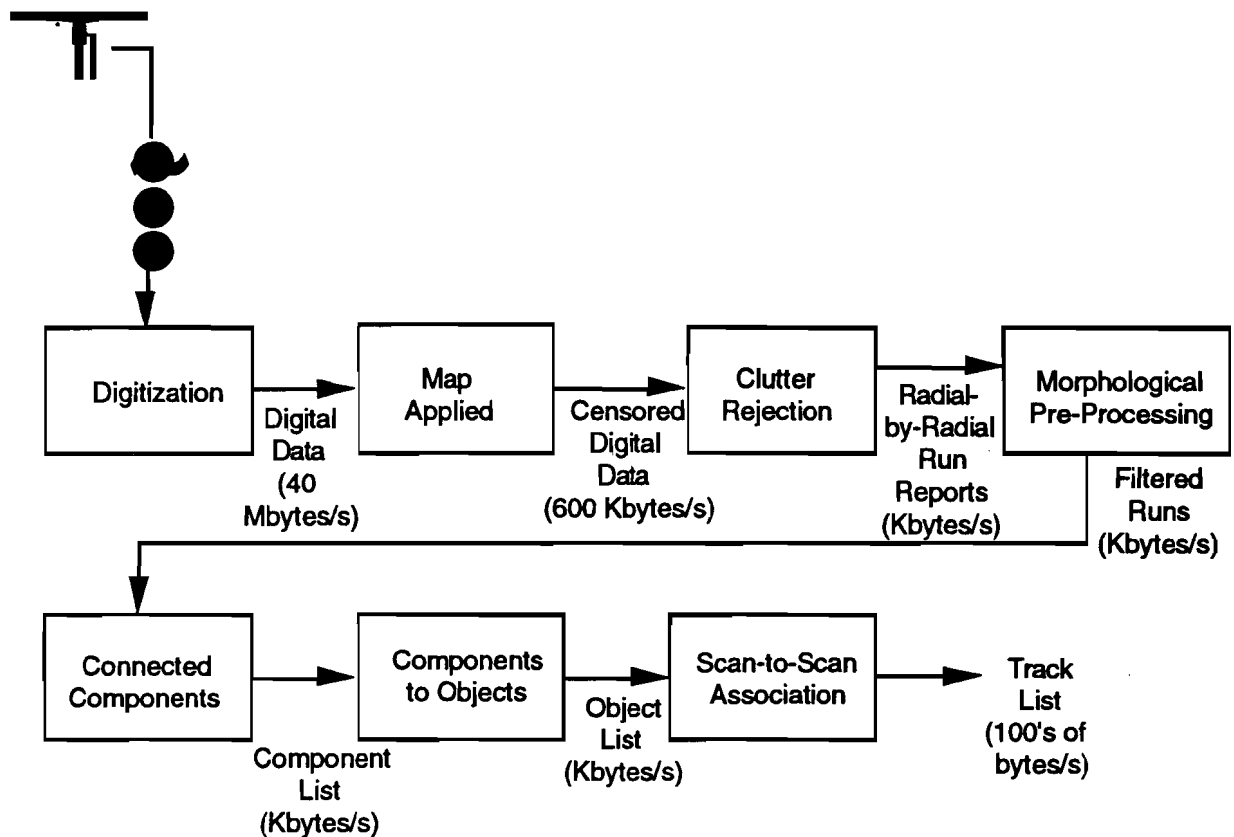 Digitization
Digital
Data
(40
Mbytes/s)
Map
Applied
Censored
Digital
Data
(600 Kbytes/s)
Clutter
Rejection
Radial-
by-Radial
Run
Reports
(Kbytes/s)
Morphological
Pre-Processing
Filtered
Runs
(Kbytes/s)
Connected
Components
Component
List
(Kbytes/s)
Components
to Objects
Object
List
(Kbytes/s)
Scan-to-Scan
Association
Track
List
(100's of
bytes/s)